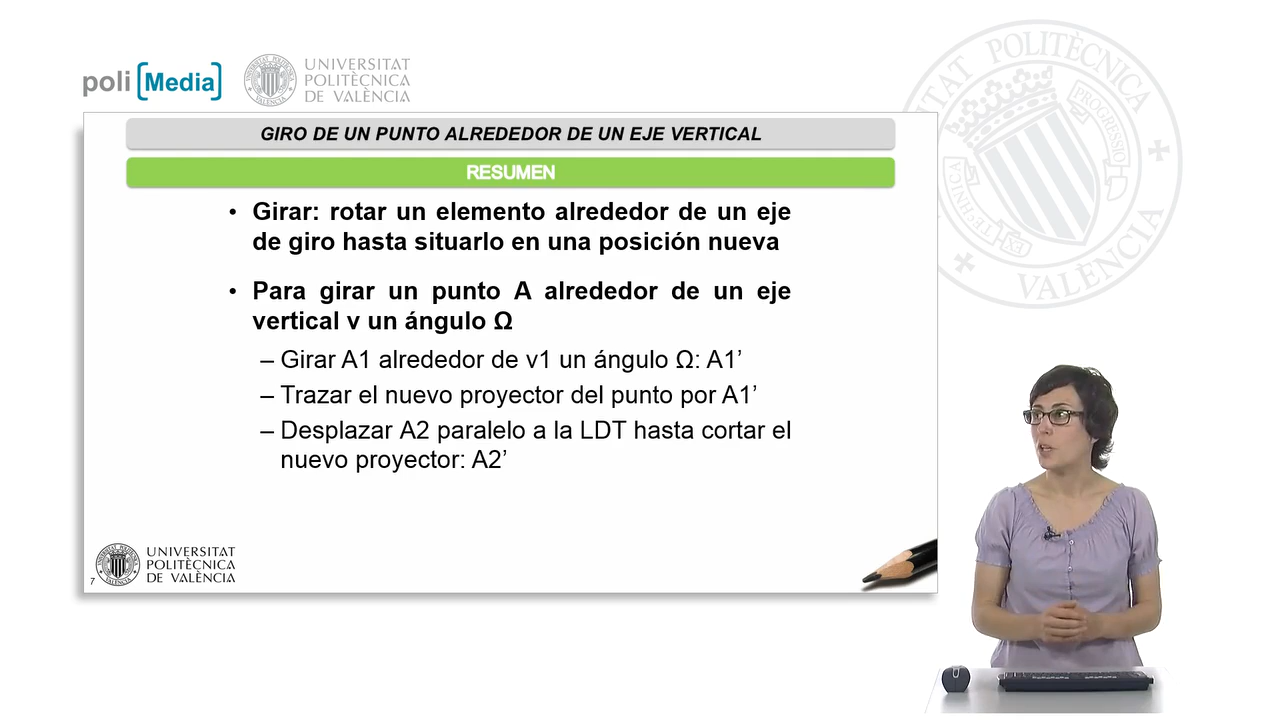 poli [Media]
UNIVERSITAT
POLITÈCNICA
DE VALÈNCIA
GIRO DE UN PUNTO ALREDEDOR DE UN EJE VERTICAL
RESUMEN
• Girar: rotar un elemento alrededor de un eje
de giro hasta situarlo en una posición nueva
• Para girar un punto A alrededor de un eje
vertical v un ángulo Ω
– Girar A1 alrededor de v1 un ángulo Ω: A1’
– Trazar el nuevo proyector del punto por A1’
– Desplazar A2 paralelo a la LDT hasta cortar el
nuevo proyector: A2’
UNIVERSITAT
POLITÈCNICA
DE VALÈNCIA
7
POLITÈCNICA
VALÈNCIA
PROGRESSIO